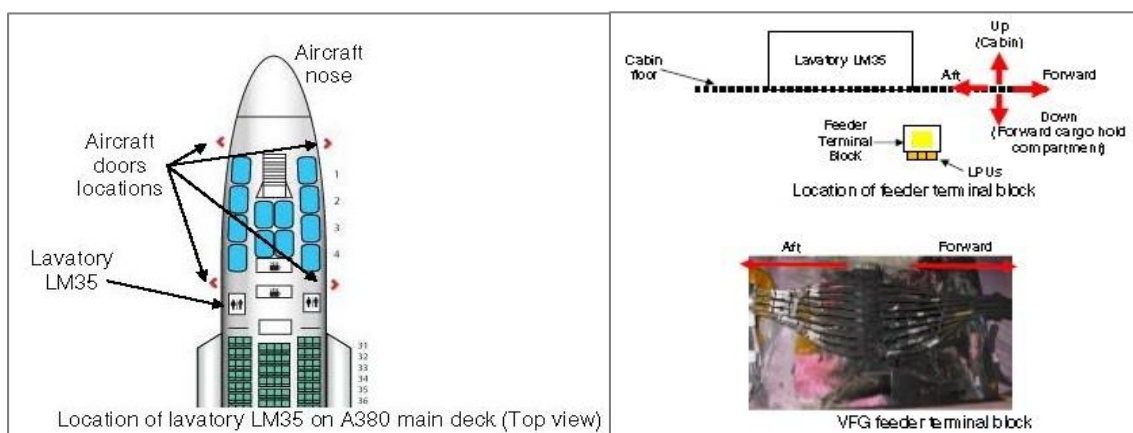 Aircraft
nose
Aircraft
doors
locations
1
2
3
4
Lavatory
LM35
31
32
33
34
35
36
Location of lavatory LM35 on A380 main deck (Top view)
Up
(Cabin)
Cabin
floor
Lavatory LM35
Aft
Forward
Down
(Forward cargo hold
compartment)
Feeder
Terminal
Block
LPUs
Location of feeder terminal block
Aft
Forward
VFG feeder terminal block